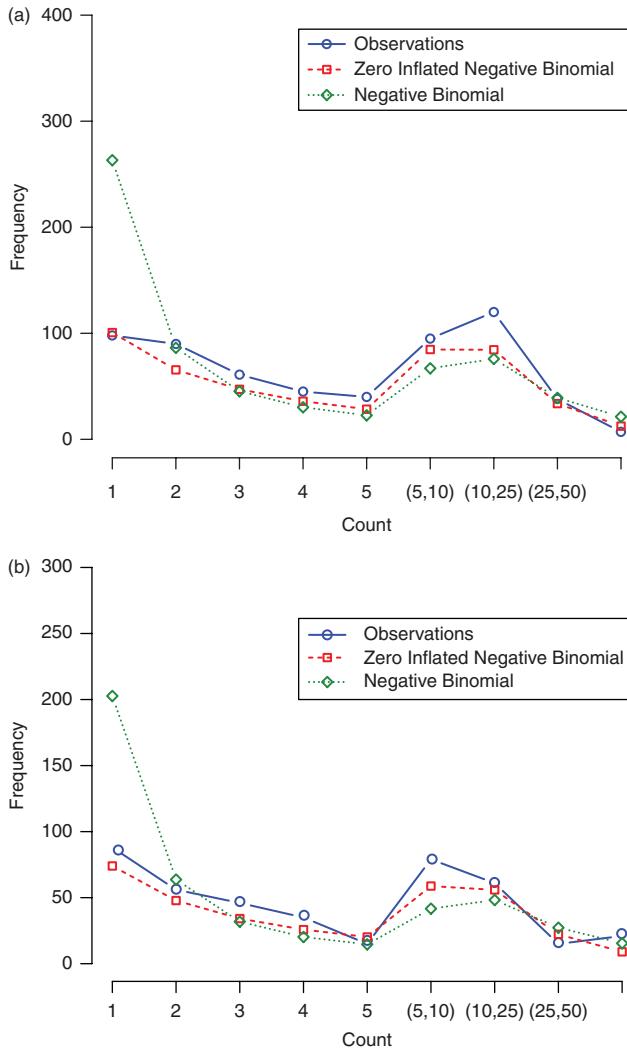 (a)
400
300
200
100
0
Frequency
Observations
Zero Inflated Negative Binomial
Negative Binomial
1 2 3 4 5 (5,10) (10,25) (25,50)
Count
(b)
300
250
200
150
100
50
0
Frequency
Observations
Zero Inflated Negative Binomial
Negative Binomial
1 2 3 4 5 (5,10) (10,25) (25,50)
Count